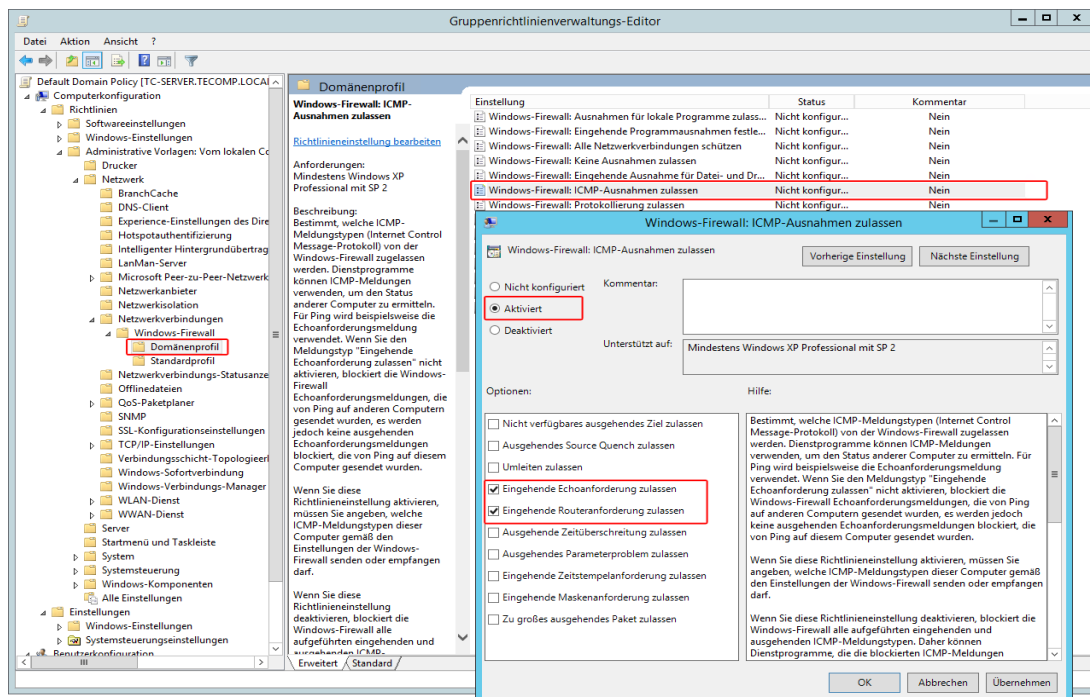 Gruppenrichtlinienverwaltungs-Editor
Datei Aktion Ansicht ?
Default Domain Policy [TC-SERVER.TECOMP.LOCAL
Computerkonfiguration
Richtlinien
Softwareeinstellungen
Windows-Einstellungen
Administrative Vorlagen: Vom lokalen Co
Drucker
Netzwerk
BranchCache
DNS-Client
Experience-Einstellungen des Dire
Hotspotauthentifizierung
Intelligenter Hintergrundübertrag
LanMan-Server
Microsoft Peer-zu-Peer-Netzwerk
Netzwerkanbieter
Netzwerkisolation
Netzwerkverbindungen
Windows-Firewall
Domänenprofil
Standardprofil
Netzwerkverbindungs-Statusanze
Offlinedateien
QoS-Paketplaner
SNMP
SSL-Konfigurationseinstellungen
TCP/IP-Einstellungen
Verbindungsschicht-Topologieerl
Windows-Sofortverbindung
Windows-Verbindungs-Manager
WLAN-Dienst
WWAN-Dienst
Server
Startmenü und Taskleiste
System
Systemsteuerung
Windows-Komponenten
Alle Einstellungen
Einstellungen
Windows-Einstellungen
Systemsteuerungseinstellungen
Benutzerkonfiguration
Domänenprofil
Windows-Firewall: ICMP-
Ausnahmen zulassen
Richtlinieneinstellung bearbeiten
Anforderungen:
Mindestens Windows XP
Professional mit SP 2
Beschreibung:
Bestimmt, welche ICMP-
Meldungstypen (Internet Control
Message-Protokoll) von der
Windows-Firewall zugelassen
werden. Dienstprogramme
können ICMP-Meldungen
verwenden, um den Status
anderer Computer zu ermitteln.
Für Ping wird beispielsweise die
Echoanforderungsmeldung
verwendet. Wenn Sie den
Meldungstyp "Eingehende
Echoanforderung zulassen" nicht
aktivieren, blockiert die Windows-
Firewall
Echoanforderungsmeldungen, die
von Ping auf anderen Computern
gesendet wurden, es werden
jedoch keine ausgehenden
Echoanforderungsmeldungen
blockiert, die von Ping auf diesem
Computer gesendet wurden.
Wenn Sie diese
Richtlinieneinstellung aktivieren,
müssen Sie angeben, welche
ICMP-Meldungstypen dieser
Computer gemäß den
Einstellungen der Windows-
Firewall senden oder empfangen
darf.
Wenn Sie diese
Richtlinieneinstellung
deaktivieren, blockiert die
Windows-Firewall alle
aufgeführten eingehenden und
ausgehenden ICMP-
Erweitert Standard
Einstellung Status Kommentar
Windows-Firewall: Ausnahmen für lokale Programme zulass... Nicht konfigur... Nein
Windows-Firewall: Eingehende Programmausnahmen festle... Nicht konfigur... Nein
Windows-Firewall: Alle Netzwerkverbindungen schützen Nicht konfigur... Nein
Windows-Firewall: Keine Ausnahmen zulassen Nicht konfigur... Nein
Windows-Firewall: Eingehende Ausnahme für Datei- und Dr... Nicht konfigur... Nein
Windows-Firewall: ICMP-Ausnahmen zulassen Nicht konfigur... Nein
Windows-Firewall: Protokollierung zulassen Nicht konfigur... Nein
Windows-Firewall: ICMP-Ausnahmen zulassen
Windows-Firewall: ICMP-Ausnahmen zulassen
Vorherige Einstellung Nächste Einstellung
Nicht konfiguriert Kommentar:
Aktiviert
Deaktiviert
Unterstützt auf: Mindestens Windows XP Professional mit SP 2
Optionen: Hilfe:
Nicht verfügbares ausgehendes Ziel zulassen
Ausgehendes Source Quench zulassen
Umleiten zulassen
Eingehende Echoanforderung zulassen
Eingehende Routeranforderung zulassen
Ausgehende Zeitüberschreitung zulassen
Ausgehendes Parameterproblem zulassen
Eingehende Zeitstempelanforderung zulassen
Eingehende Maskenanforderung zulassen
Zu großes ausgehendes Paket zulassen
Bestimmt, welche ICMP-Meldungstypen (Internet Control
Message-Protokoll) von der Windows-Firewall zugelassen
werden. Dienstprogramme können ICMP-Meldungen
verwenden, um den Status anderer Computer zu ermitteln. Für
Ping wird beispielsweise die Echoanforderungsmeldung
verwendet. Wenn Sie den Meldungstyp "Eingehende
Echoanforderung zulassen" nicht aktivieren, blockiert die
Windows-Firewall Echoanforderungsmeldungen, die von Ping
auf anderen Computern gesendet wurden, es werden jedoch
keine ausgehenden Echoanforderungsmeldungen blockiert, die
von Ping auf diesem Computer gesendet wurden.
Wenn Sie diese Richtlinieneinstellung aktivieren, müssen Sie
angeben, welche ICMP-Meldungstypen dieser Computer gemäß
den Einstellungen der Windows-Firewall senden oder empfangen
darf.
Wenn Sie diese Richtlinieneinstellung deaktivieren, blockiert die
Windows-Firewall alle aufgeführten eingehenden und
ausgehenden ICMP-Meldungstypen. Daher können
Dienstprogramme, die die blockierten ICMP-Meldungen
OK Abbrechen Übernehmen